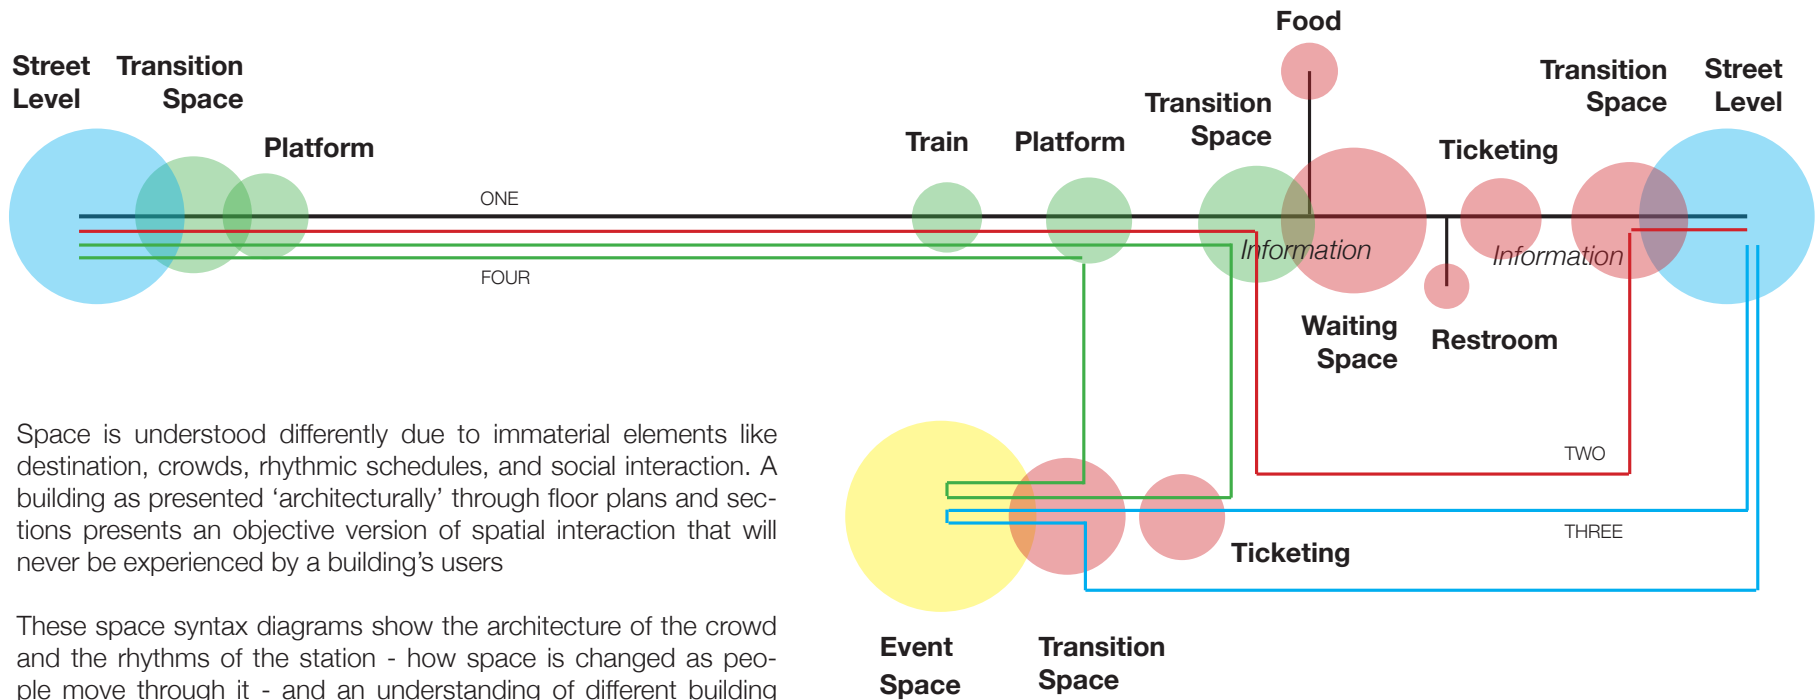 Food
Street
Level
Transition
Space
Platform
Train
Platform
Transition
Space
Ticketing
Transition
Space
Street
Level
ONE
FOUR
Information
Information
Waiting
Space
Restroom
TWO
THREE
Ticketing
Event
Space
Transition
Space
Space is understood differently due to immaterial elements like
destination, crowds, rhythmic schedules, and social interaction. A
building as presented ‘architecturally’ through floor plans and sec-
tions presents an objective version of spatial interaction that will
never be experienced by a building’s users
These space syntax diagrams show the architecture of the crowd
and the rhythms of the station - how space is changed as peo-
ple move through it - and an understanding of different building